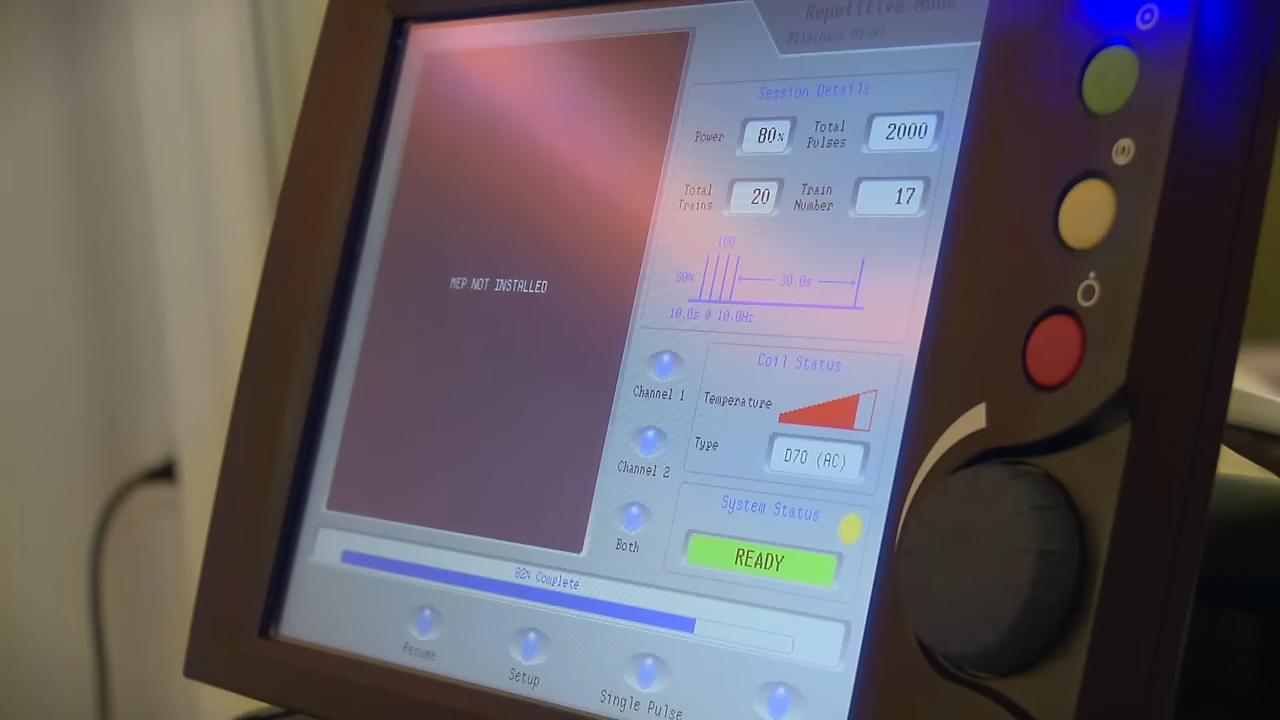 Repetitive Mode
Session Details
Power 80% Total Pulses 2000
Total Trains 20 Train Number 17
100
80%
30.0s
10.0s @ 10.0Hz
MEP NOT INSTALLED
Channel 1
Channel 2
Both
Coil Status
Temperature
Type D70 (AC)
System Status
READY
82% Complete
Resume
Setup
Single Pulse